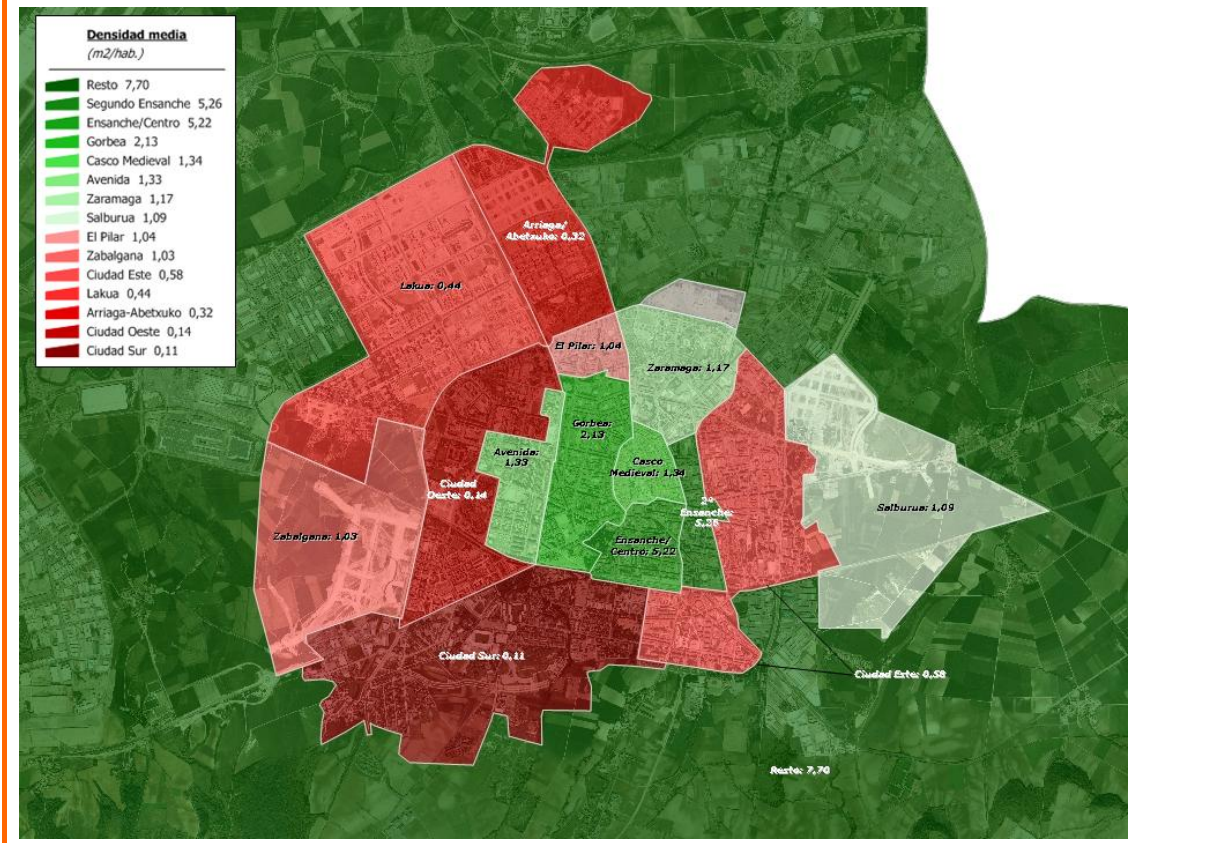 Densidad media
(m2/hab.)
Resto 7,70
Segundo Ensanche 5,26
Ensanche/Centro 5,22
Gorbea 2,13
Casco Medieval 1,34
Avenida 1,33
Zaramaga 1,17
Salburua 1,09
El Pilar 1,04
Zabalgana 1,03
Ciudad Este 0,58
Lakua 0,44
Arriaga-Abetxuko 0,32
Ciudad Oeste 0,14
Ciudad Sur 0,11
Arriaga/
Abetxuko: 0,32
Lakua: 0,44
El Pilar: 1,04
Zaramaga: 1,17
Gorbea:
2,13
Avenida:
1,33
Casco
Medieval: 1,34
Ciudad
Oeste: 0,14
2º
Ensanche:
5,26
Salburua: 1,09
Zabalgana: 1,03
Ensanche/
Centro: 5,22
Ciudad Sur: 0,11
Ciudad Este: 0,58
Resto: 7,70